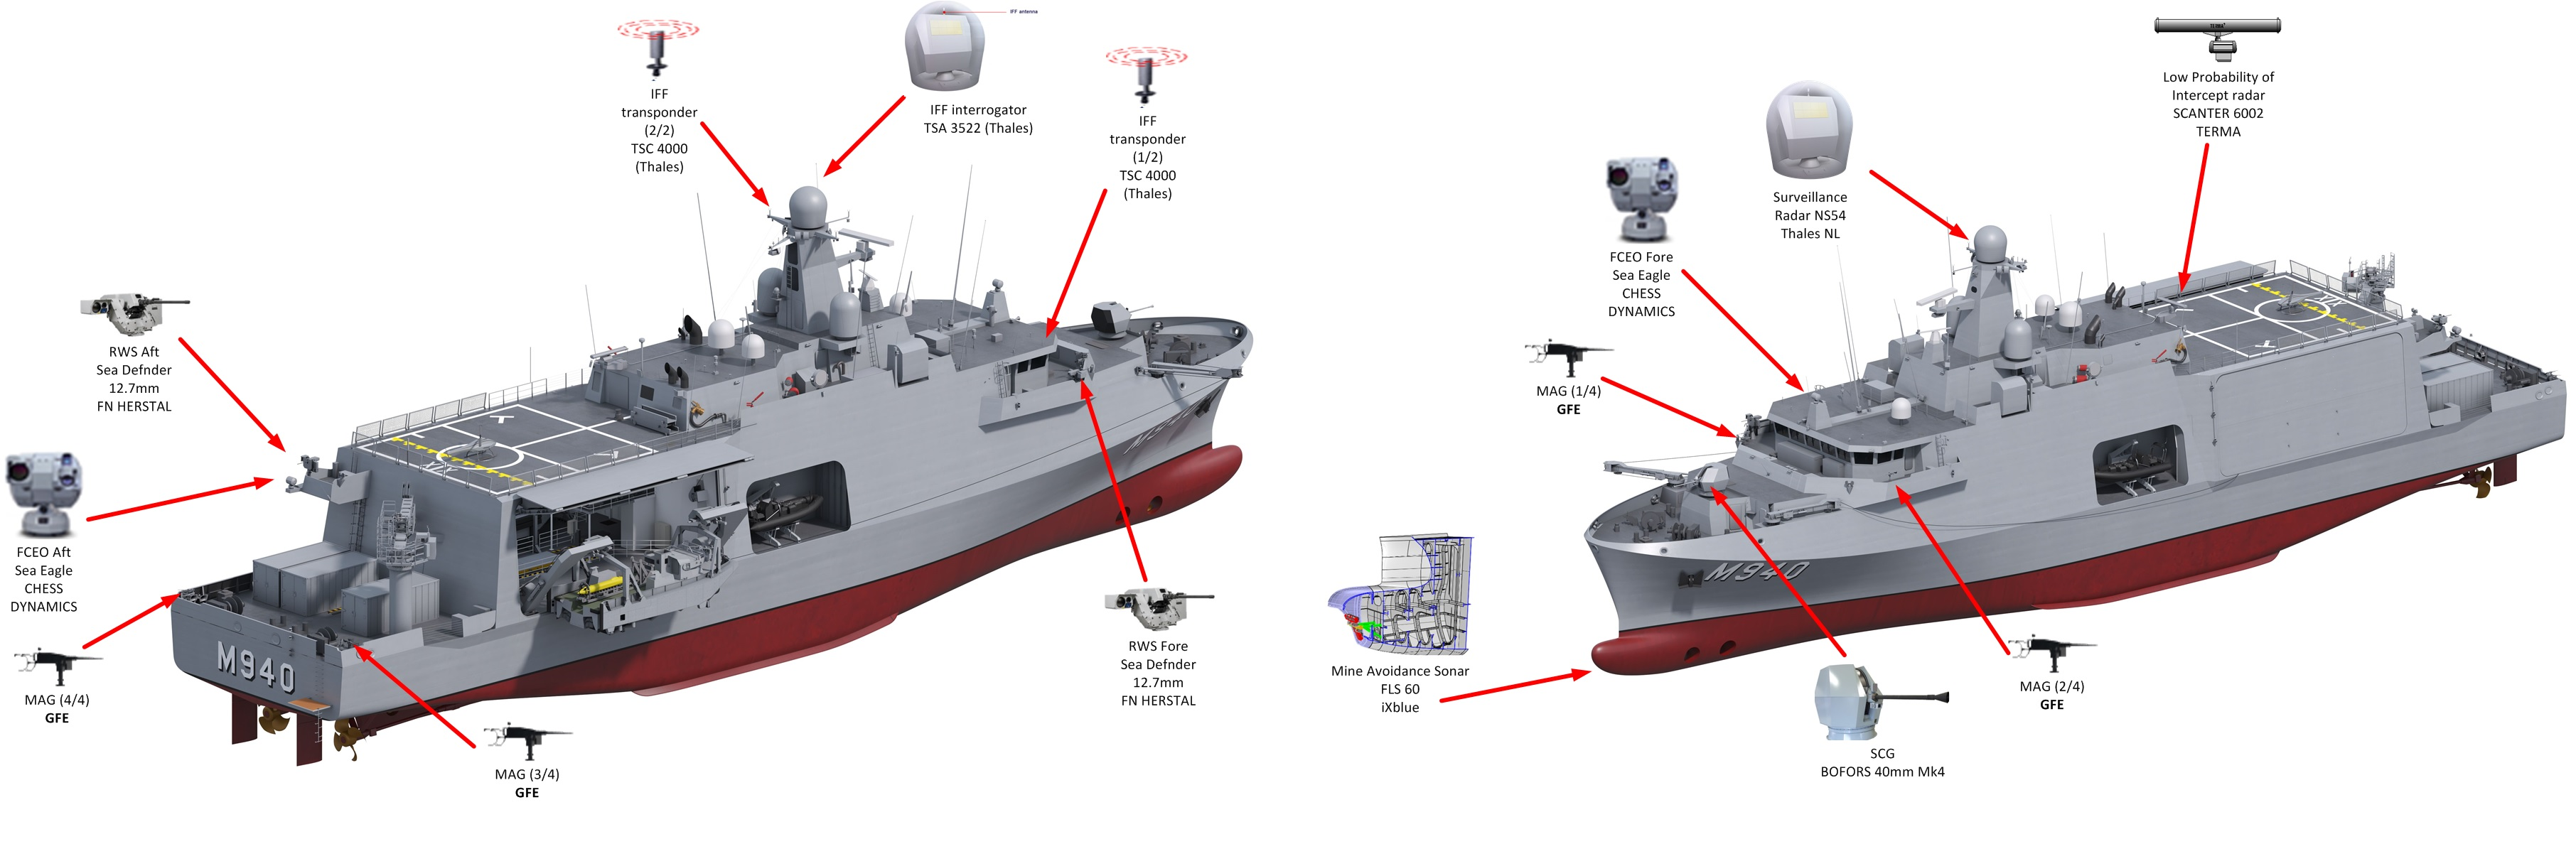 IFF
transponder
(2/2)
TSC 4000
(Thales)
IFF antenna
IFF interrogator
TSA 3522 (Thales)
IFF
transponder
(1/2)
TSC 4000
(Thales)
RWS Aft
Sea Defnder
12.7mm
FN HERSTAL
FCEO Aft
Sea Eagle
CHESS
DYNAMICS
MAG (4/4)
GFE
M940
MAG (3/4)
GFE
RWS Fore
Sea Defnder
12.7mm
FN HERSTAL
TERMA
Low Probability of
Intercept radar
SCANTER 6002
TERMA
Surveillance
Radar NS54
Thales NL
FCEO Fore
Sea Eagle
CHESS
DYNAMICS
MAG (1/4)
GFE
M940
Mine Avoidance Sonar
FLS 60
iXblue
MAG (2/4)
GFE
SCG
BOFORS 40mm Mk4